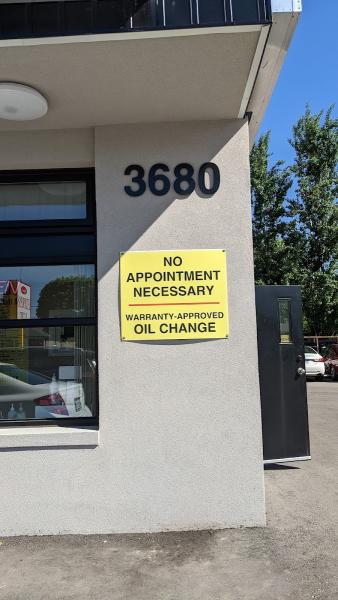 3680
NO
APPOINTMENT
NECESSARY
WARRANTY-APPROVED
OIL CHANGE